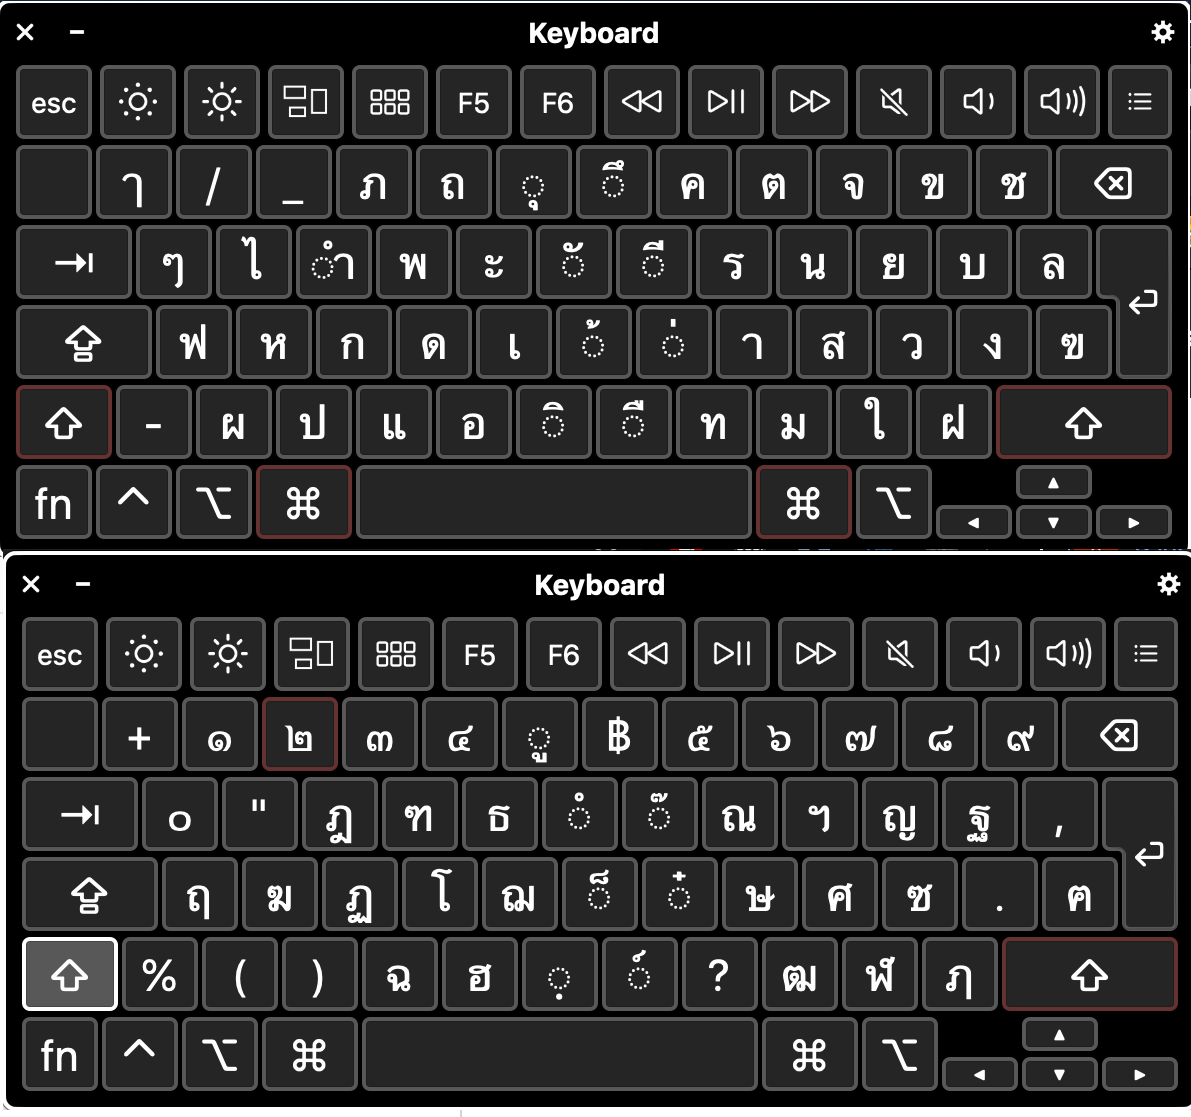 Keyboard
esc F5 F6
ๅ / _ ภ ถ ุ ึ ค ต จ ข ช
ๆ ไ ำ พ ะ ั ี ร น ย บ ล
ฟ ห ก ด เ ้ ่ า ส ว ง ฃ
- ผ ป แ อ ิ ื ท ม ใ ฝ
fn
Keyboard
esc F5 F6
+ ๑ ๒ ๓ ๔ ู ฿ ๕ ๖ ๗ ๘ ๙
๐ " ฎ ฑ ธ ํ ๊ ณ ฯ ญ ฐ ,
ฤ ฆ ฏ โ ฌ ็ ๋ ษ ศ ซ . ฅ
% ( ) ฉ ฮ ฺ ์ ? ฒ ฬ ฦ
fn